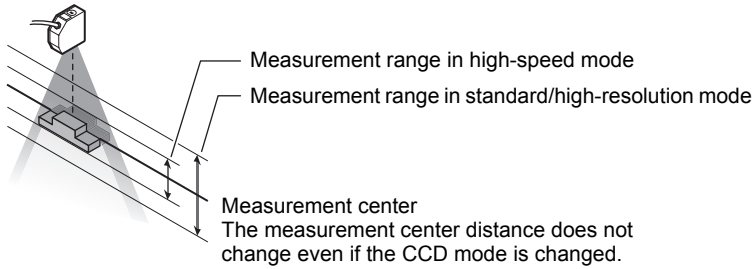 Measurement range in high-speed mode
Measurement range in standard/high-resolution mode
Measurement center
The measurement center distance does not
change even if the CCD mode is changed.